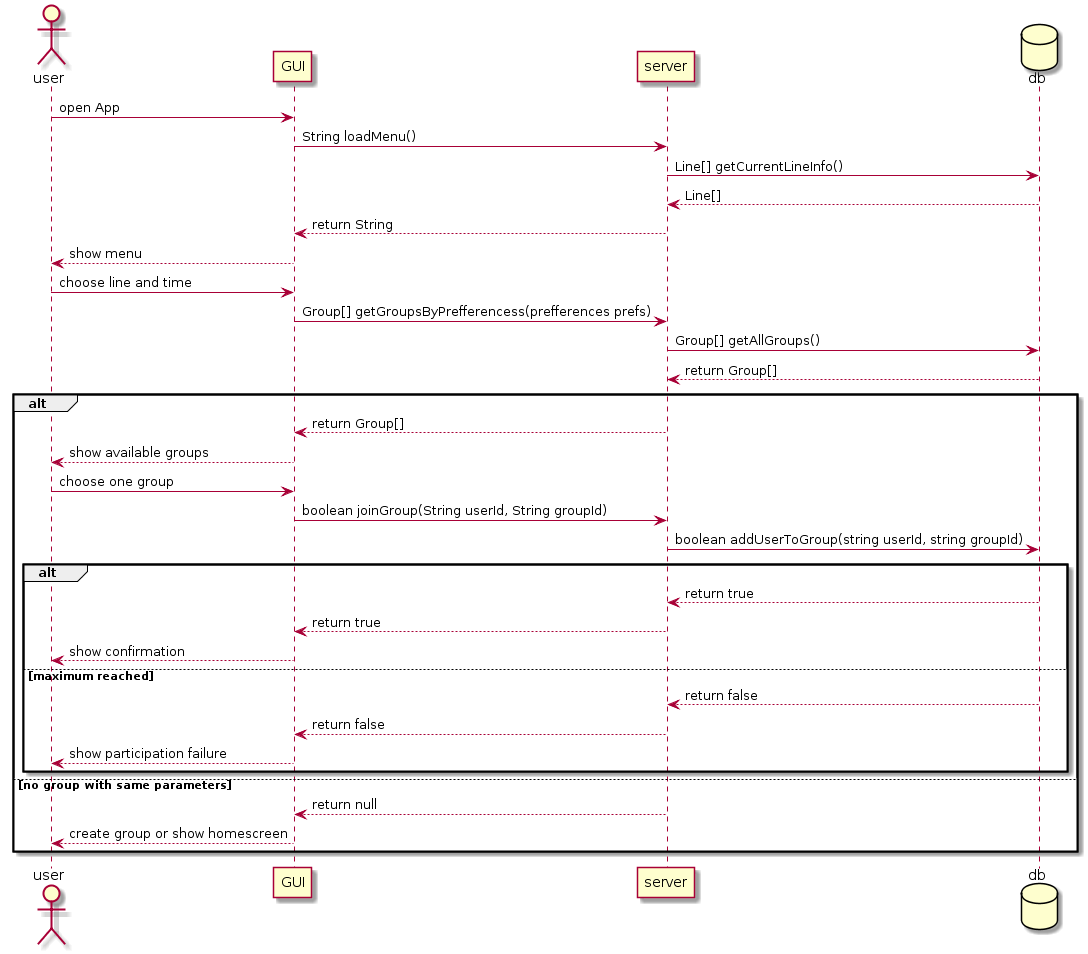 user
GUI
server
db
open App
String loadMenu()
Line[] getCurrentLineInfo()
Line[]
return String
show menu
choose line and time
Group[] getGroupsByPrefferencess(prefferences prefs)
Group[] getAllGroups()
return Group[]
alt
return Group[]
show available groups
choose one group
boolean joinGroup(String userId, String groupId)
boolean addUserToGroup(string userId, string groupId)
alt
return true
return true
show confirmation
[maximum reached]
return false
return false
show participation failure
[no group with same parameters]
return null
create group or show homescreen
user
GUI
server
db